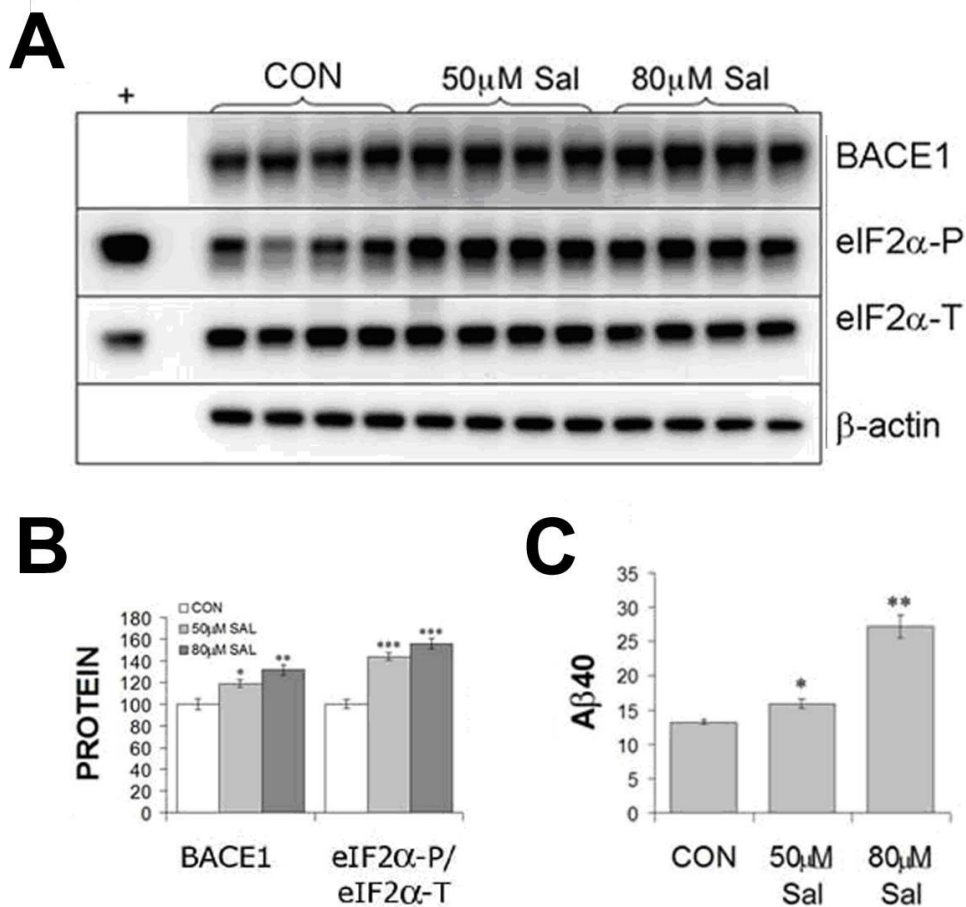 A
+
CON
50µM Sal
80µM Sal
BACE1
eIF2α-P
eIF2α-T
β-actin
B
CON
50µM SAL
80µM SAL
PROTEIN
180
160
140
120
100
80
60
40
20
0
*
**
***
***
BACE1
eIF2α-P/
eIF2α-T
C
Aβ40
35
30
25
20
15
10
5
0
*
**
CON
50µM
Sal
80µM
Sal